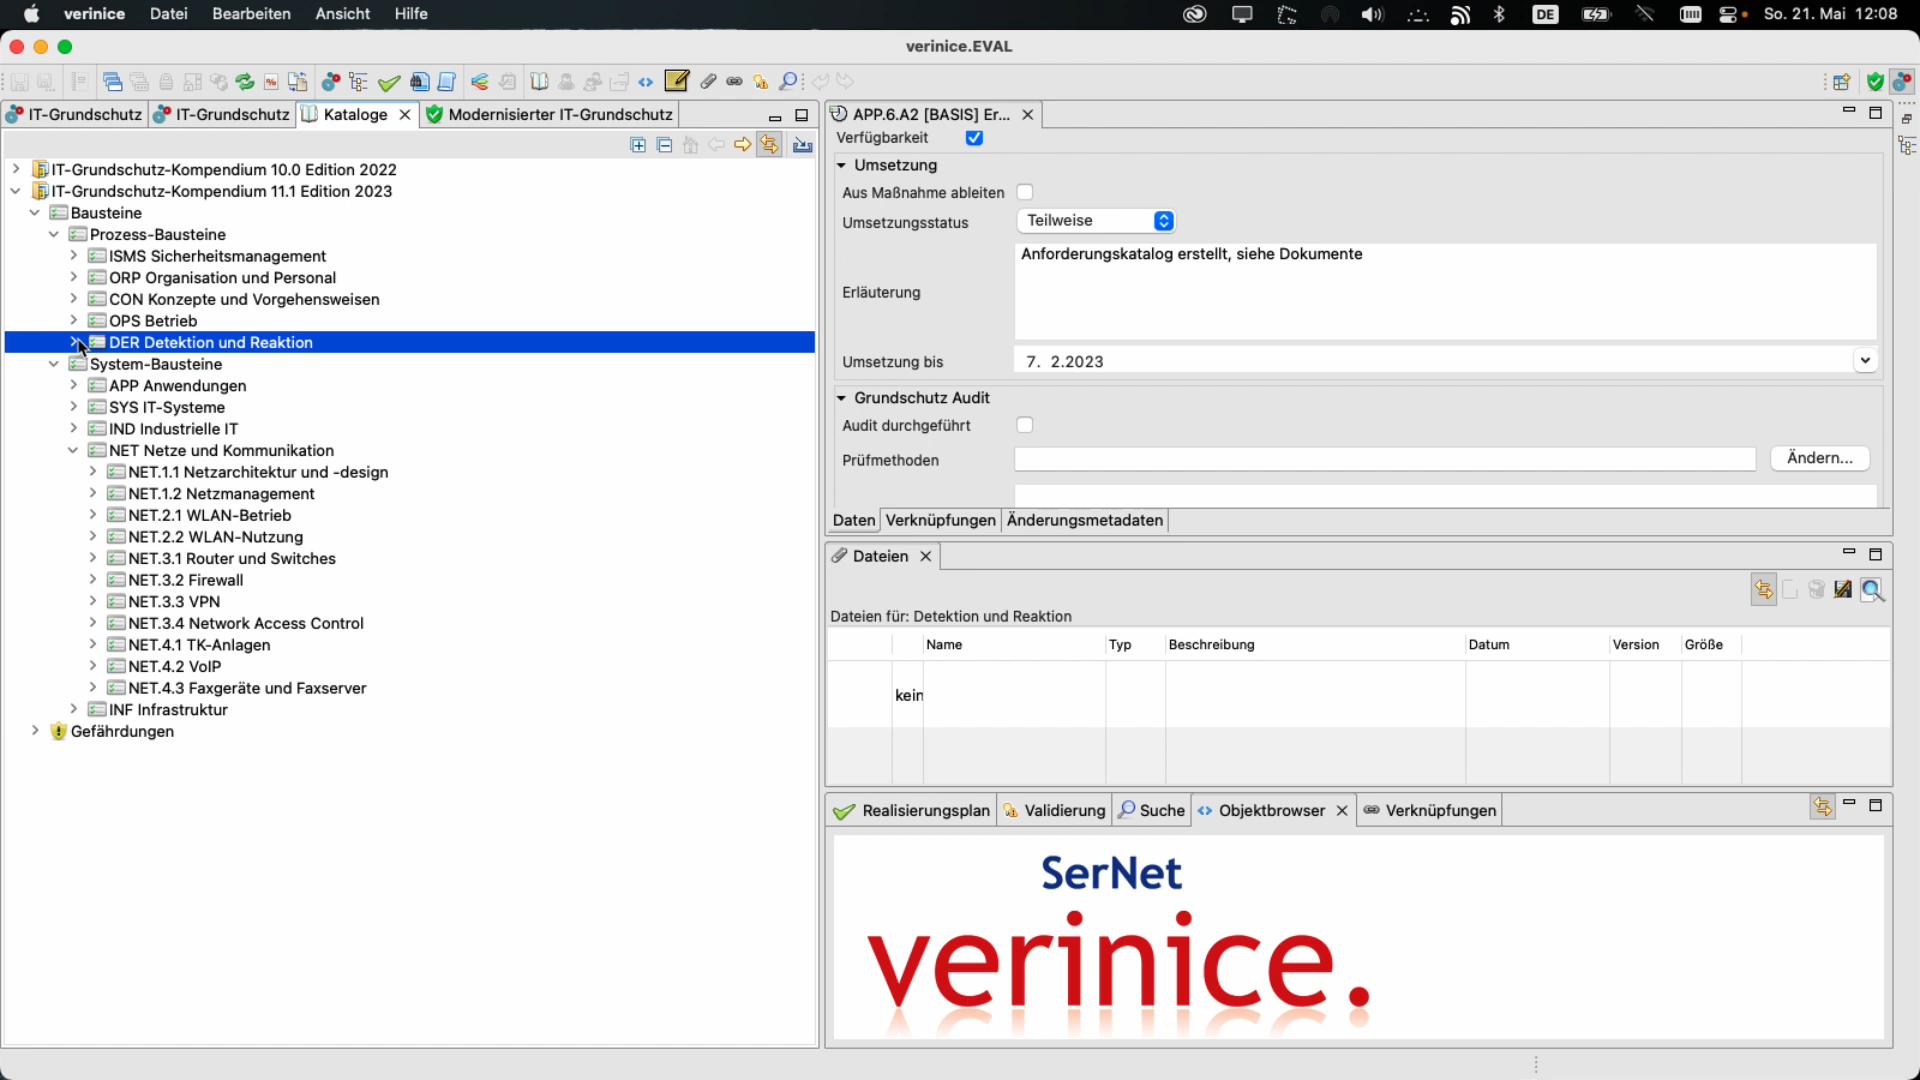 verinice Datei Bearbeiten Ansicht Hilfe DE So. 21. Mai 12:08
verinice.EVAL
IT-Grundschutz IT-Grundschutz Kataloge Modernisierter IT-Grundschutz
IT-Grundschutz-Kompendium 10.0 Edition 2022
IT-Grundschutz-Kompendium 11.1 Edition 2023
Bausteine
Prozess-Bausteine
ISMS Sicherheitsmanagement
ORP Organisation und Personal
CON Konzepte und Vorgehensweisen
OPS Betrieb
DER Detektion und Reaktion
System-Bausteine
APP Anwendungen
SYS IT-Systeme
IND Industrielle IT
NET Netze und Kommunikation
NET.1.1 Netzarchitektur und -design
NET.1.2 Netzmanagement
NET.2.1 WLAN-Betrieb
NET.2.2 WLAN-Nutzung
NET.3.1 Router und Switches
NET.3.2 Firewall
NET.3.3 VPN
NET.3.4 Network Access Control
NET.4.1 TK-Anlagen
NET.4.2 VoIP
NET.4.3 Faxgeräte und Faxserver
INF Infrastruktur
Gefährdungen
APP.6.A2 [BASIS] Er...
Verfügbarkeit
Umsetzung
Aus Maßnahme ableiten
Umsetzungsstatus Teilweise
Anforderungskatalog erstellt, siehe Dokumente
Erläuterung
Umsetzung bis 7. 2.2023
Grundschutz Audit
Audit durchgeführt
Prüfmethoden Ändern...
Daten Verknüpfungen Änderungsmetadaten
Dateien
Dateien für: Detektion und Reaktion
Name Typ Beschreibung Datum Version Größe
kein
Realisierungsplan Validierung Suche Objektbrowser Verknüpfungen
SerNet
verinice.